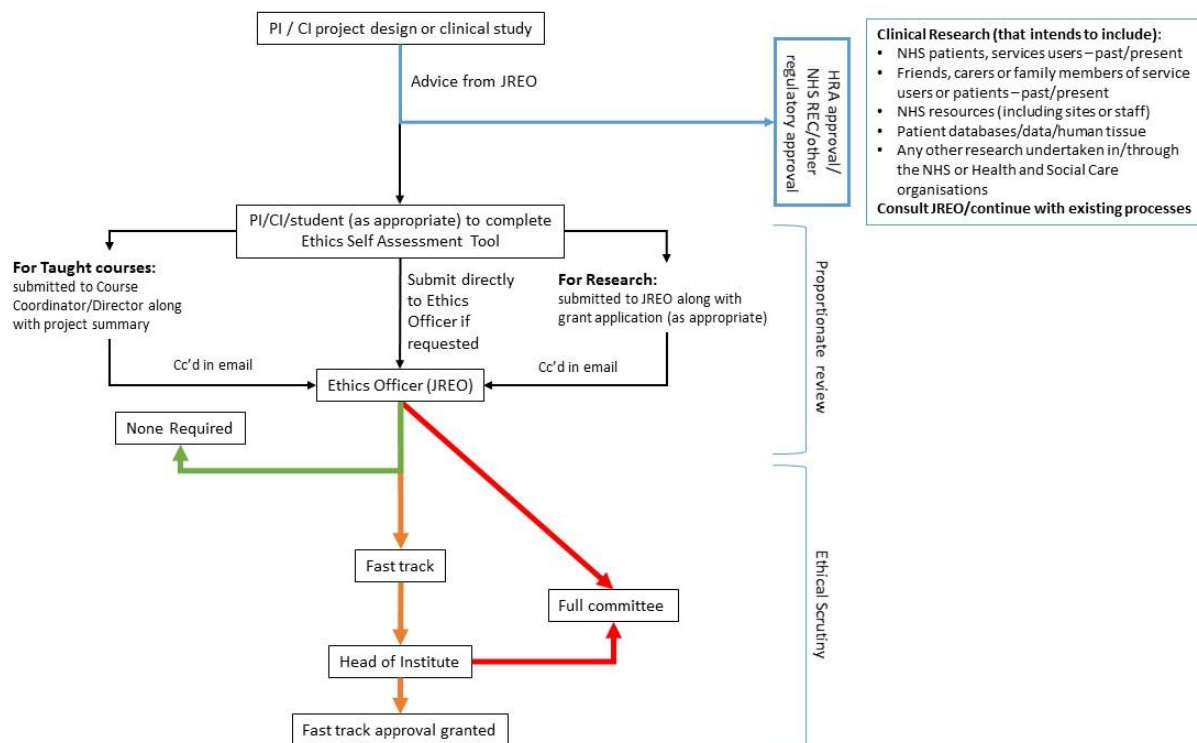 PI / CI project design or clinical study
Advice from JREO
HRA approval/
NHS REC/other
regulatory approval
Clinical Research (that intends to include):
• NHS patients, services users – past/present
• Friends, carers or family members of service
users or patients – past/present
• NHS resources (including sites or staff)
• Patient databases/data/human tissue
• Any other research undertaken in/through
the NHS or Health and Social Care
organisations
Consult JREO/continue with existing processes
PI/CI/student (as appropriate) to complete
Ethics Self Assessment Tool
For Taught courses:
submitted to Course
Coordinator/Director along
with project summary
Submit directly
to Ethics
Officer if
requested
For Research:
submitted to JREO along with
grant application (as appropriate)
Cc'd in email
Cc'd in email
Ethics Officer (JREO)
Proportionate review
None Required
Fast track
Full committee
Head of Institute
Fast track approval granted
Ethical Scrutiny